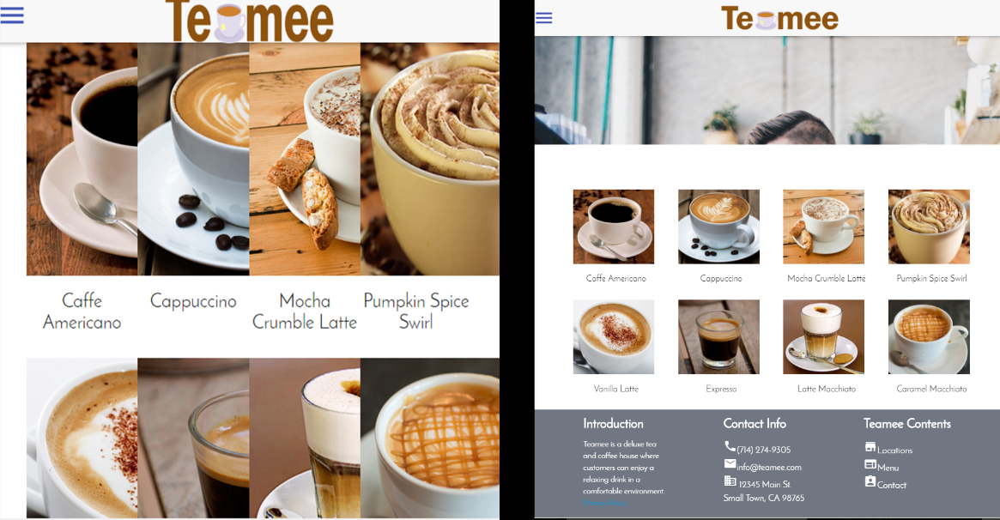 Teamee
Caffe
Americano
Cappuccino
Mocha
Crumble Latte
Pumpkin Spice
Swirl
Teamee
Caffe Americano
Cappuccino
Mocha Crumble Latte
Pumpkin Spice Swirl
Vanilla Latte
Expresso
Latte Macchiato
Caramel Macchiato
Introduction
Teamee is a deluxe tea
and coffee house where
customers can enjoy a
relaxing drink in a
comfortable environment.
Privacy Policy
Contact Info
(714) 274-9305
info@teamee.com
12345 Main St.
Small Town, CA 98765
Teamee Contents
Locations
Menu
Contact